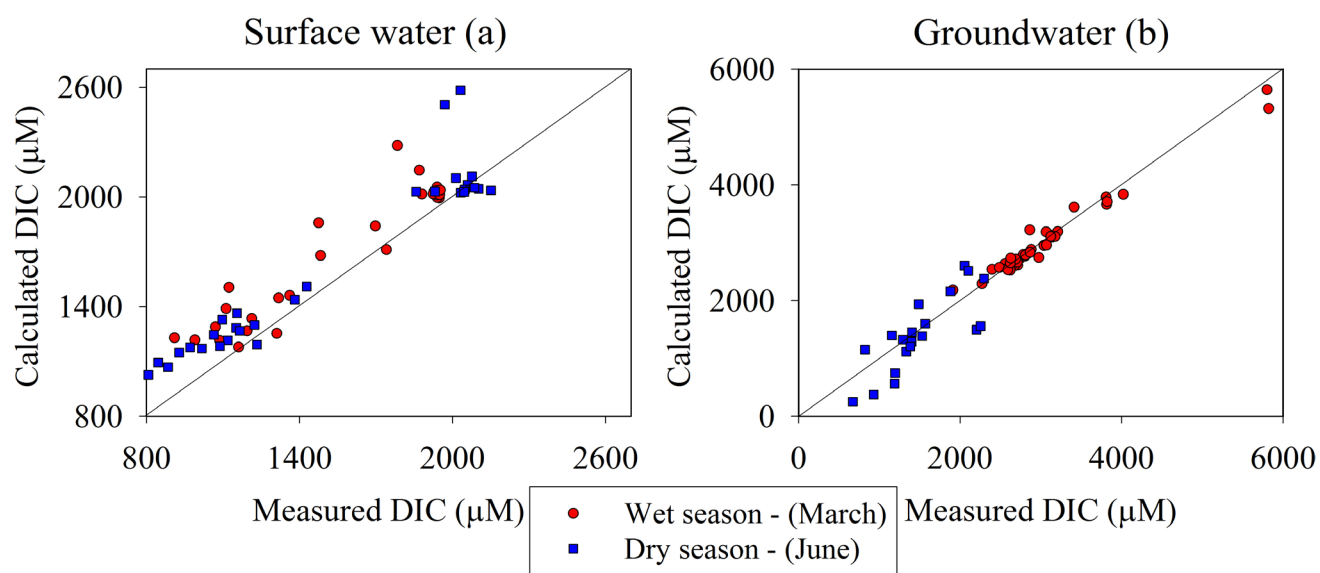 Surface water (a)
Calculated DIC (μM)
2600
2000
1400
800
800 1400 2000 2600
Measured DIC (μM)
Groundwater (b)
Calculated DIC (μM)
6000
4000
2000
0
0 2000 4000 6000
Measured DIC (μM)
Wet season - (March)
Dry season - (June)